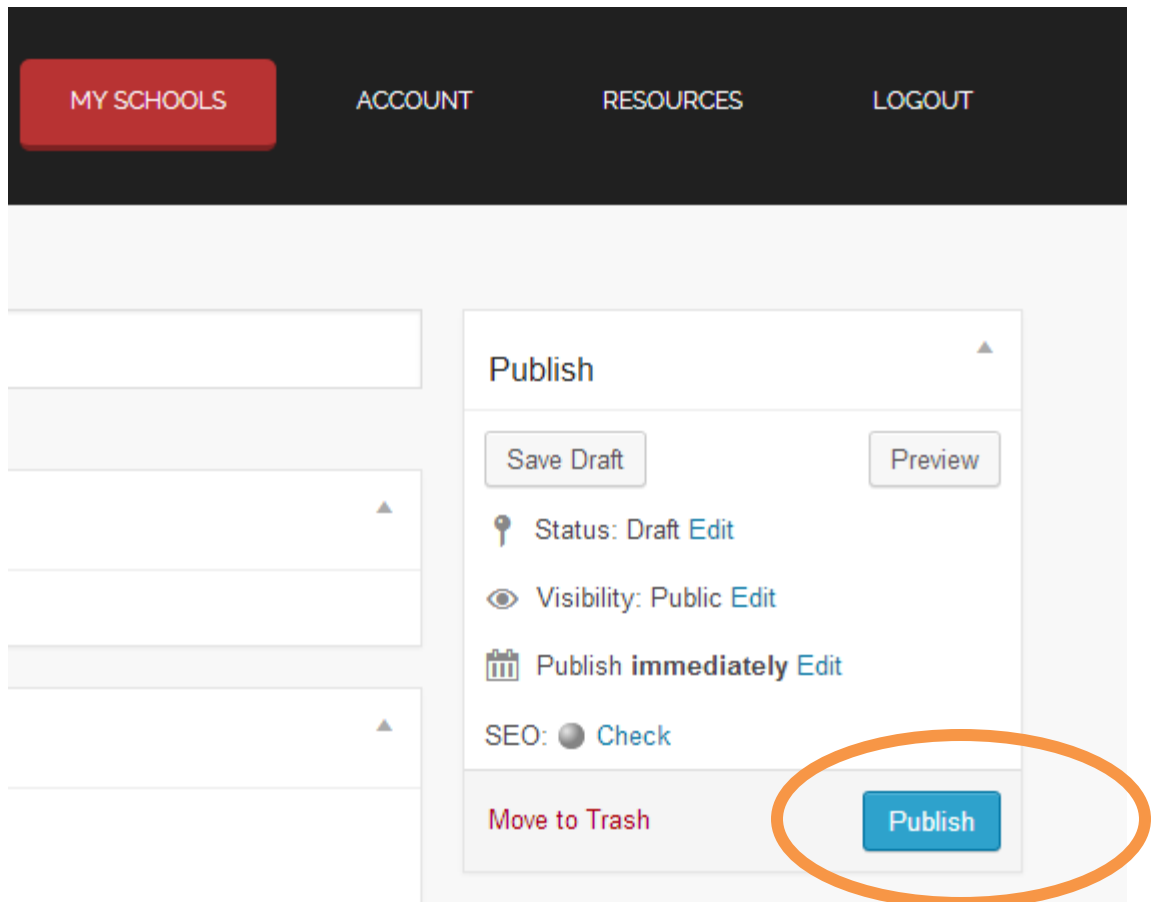 MY SCHOOLS ACCOUNT RESOURCES LOGOUT
Publish
Save Draft Preview
Status: Draft Edit
Visibility: Public Edit
Publish immediately Edit
SEO: Check
Move to Trash Publish